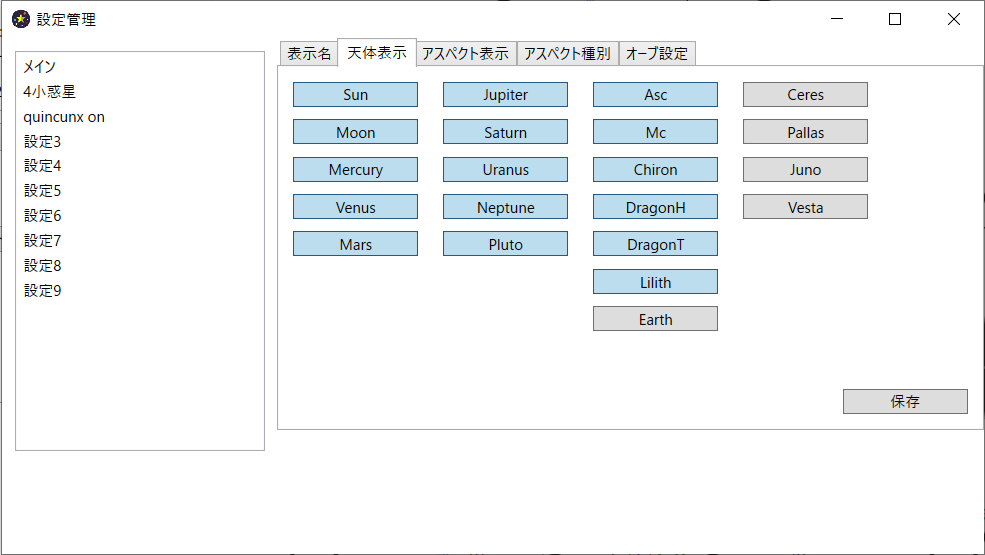 設定管理
メイン
4小惑星
quincunx on
設定3
設定4
設定5
設定6
設定7
設定8
設定9
表示名 天体表示 アスペクト表示 アスペクト種別 オーブ設定
Sun Jupiter Asc Ceres
Moon Saturn Mc Pallas
Mercury Uranus Chiron Juno
Venus Neptune DragonH Vesta
Mars Pluto DragonT
Lilith
Earth
保存